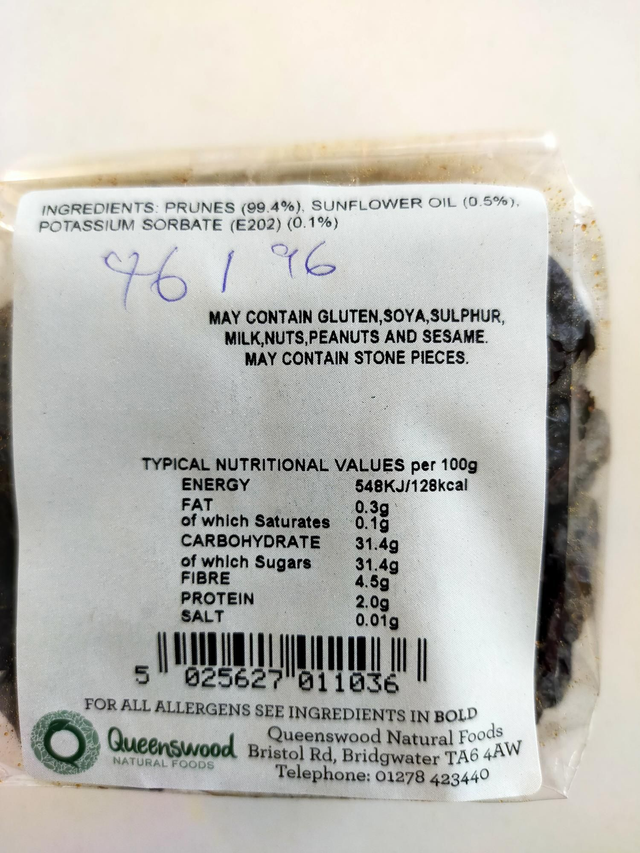 INGREDIENTS: PRUNES (99.4%), SUNFLOWER OIL (0.5%),
POTASSIUM SORBATE (E202) (0.1%)
96 / 96
MAY CONTAIN GLUTEN,SOYA,SULPHUR,
MILK,NUTS,PEANUTS AND SESAME.
MAY CONTAIN STONE PIECES.
TYPICAL NUTRITIONAL VALUES per 100g
ENERGY 548KJ/128kcal
FAT 0.3g
of which Saturates 0.1g
CARBOHYDRATE 31.4g
of which Sugars 31.4g
FIBRE 4.5g
PROTEIN 2.0g
SALT 0.01g
5 025627 011036
FOR ALL ALLERGENS SEE INGREDIENTS IN BOLD
Queenswood
NATURAL FOODS
Queenswood Natural Foods
Bristol Rd, Bridgwater TA6 4AW
Telephone: 01278 423440